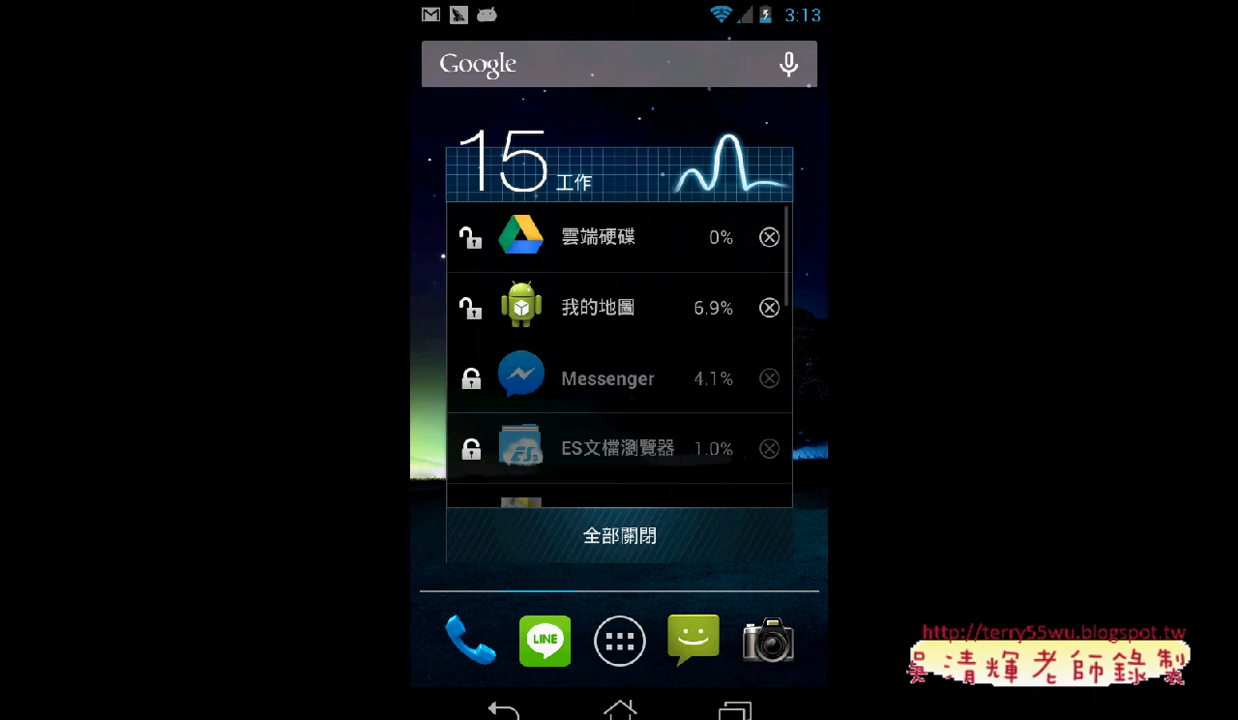 3:13
Google
15 工作
雲端硬碟 0%
我的地圖 6.9%
Messenger 4.1%
ES文檔瀏覽器 1.0%
全部關閉
LINE
http://terry55wu.blogspot.tw
吳清輝老師錄製